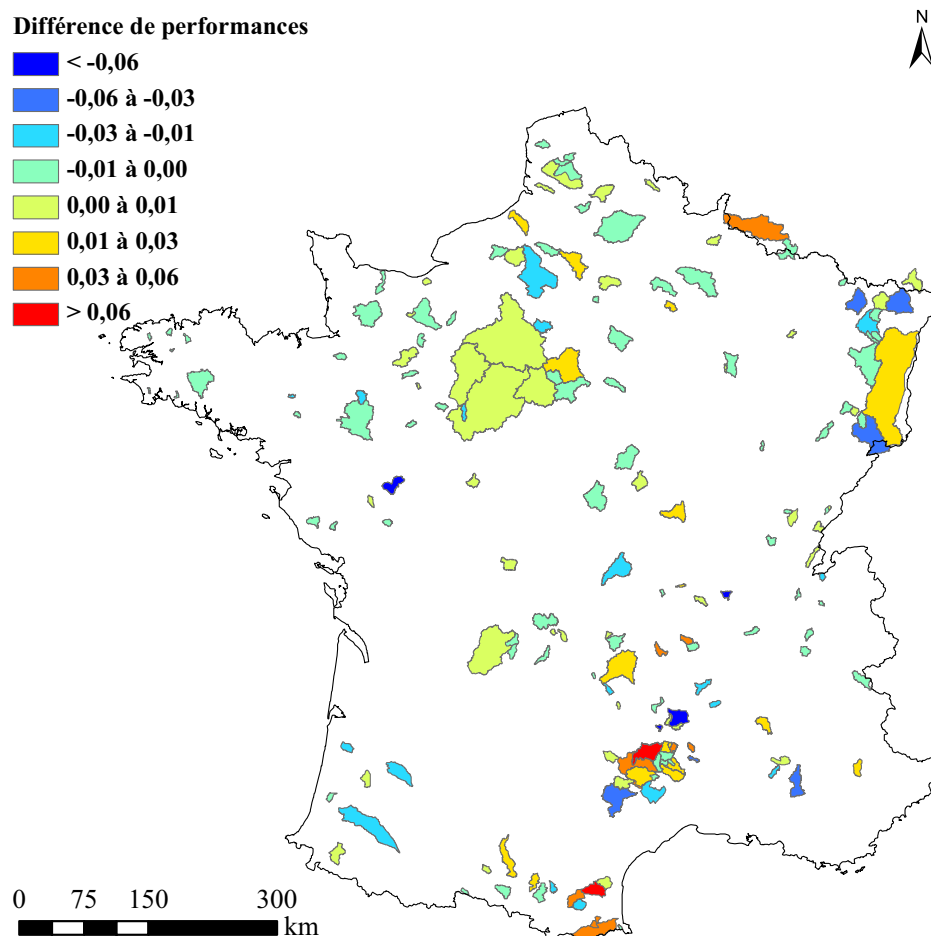 Différence de performances
< -0,06
-0,06 à -0,03
-0,03 à -0,01
-0,01 à 0,00
0,00 à 0,01
0,01 à 0,03
0,03 à 0,06
> 0,06
N
0 75 150 300
km